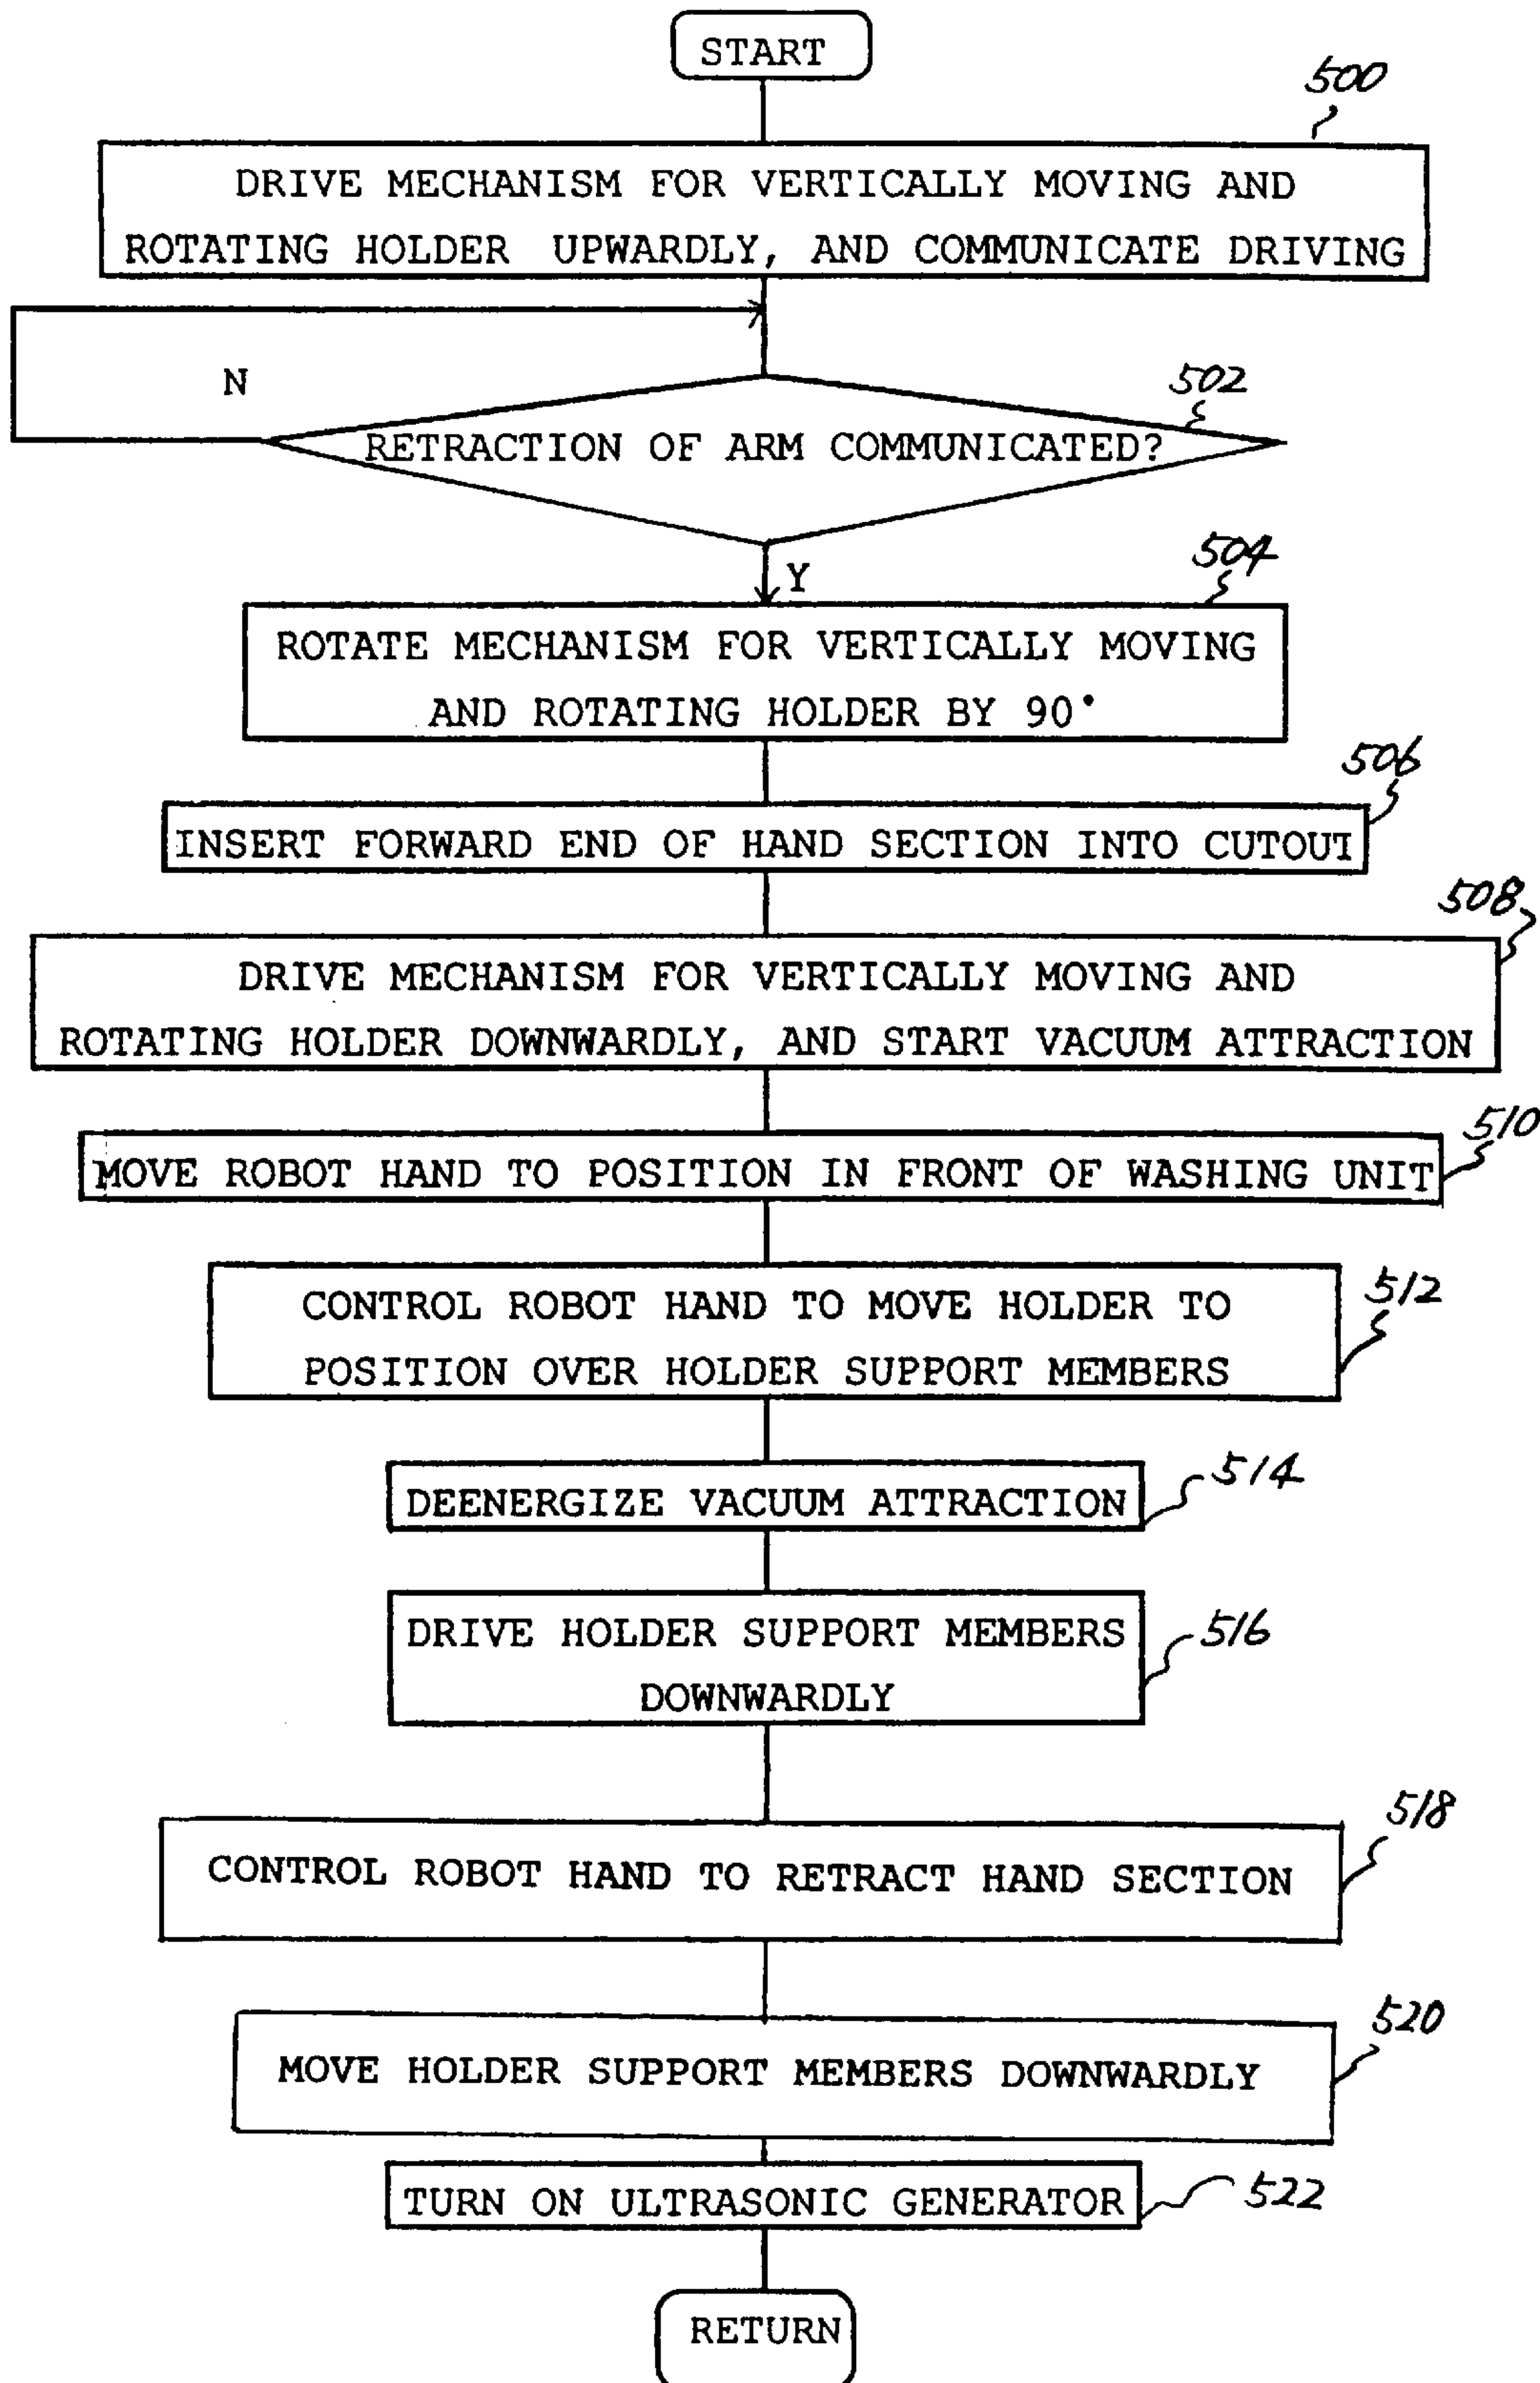 START
500
DRIVE MECHANISM FOR VERTICALLY MOVING AND
ROTATING HOLDER UPWARDLY, AND COMMUNICATE DRIVING
N
502
RETRACTION OF ARM COMMUNICATED?
Y
504
ROTATE MECHANISM FOR VERTICALLY MOVING
AND ROTATING HOLDER BY 90°
506
INSERT FORWARD END OF HAND SECTION INTO CUTOUT
508
DRIVE MECHANISM FOR VERTICALLY MOVING AND
ROTATING HOLDER DOWNWARDLY, AND START VACUUM ATTRACTION
510
MOVE ROBOT HAND TO POSITION IN FRONT OF WASHING UNIT
512
CONTROL ROBOT HAND TO MOVE HOLDER TO
POSITION OVER HOLDER SUPPORT MEMBERS
514
DEENERGIZE VACUUM ATTRACTION
516
DRIVE HOLDER SUPPORT MEMBERS
DOWNWARDLY
518
CONTROL ROBOT HAND TO RETRACT HAND SECTION
520
MOVE HOLDER SUPPORT MEMBERS DOWNWARDLY
522
TURN ON ULTRASONIC GENERATOR
RETURN